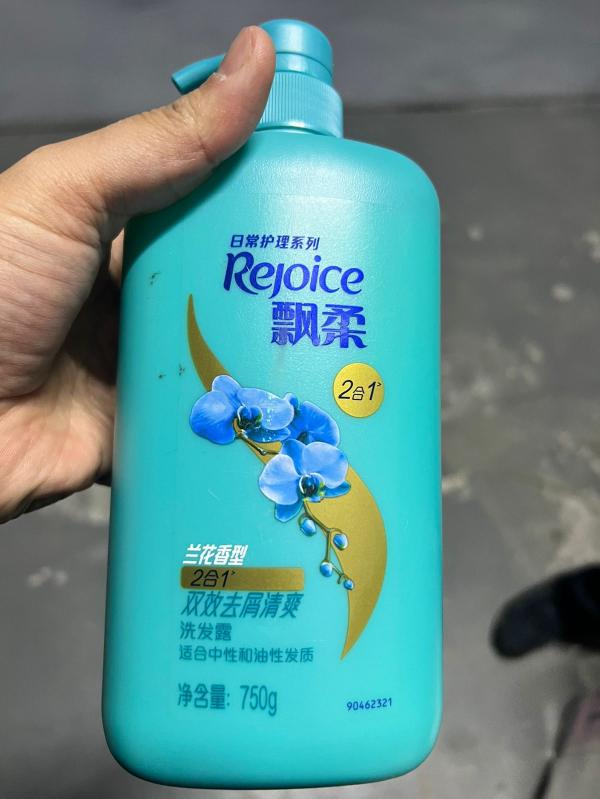 日常护理系列
Rejoice
飘柔
2合1>
兰花香型
2合1>
双效去屑清爽
洗发露
适合中性和油性发质
净含量: 750g
90462321